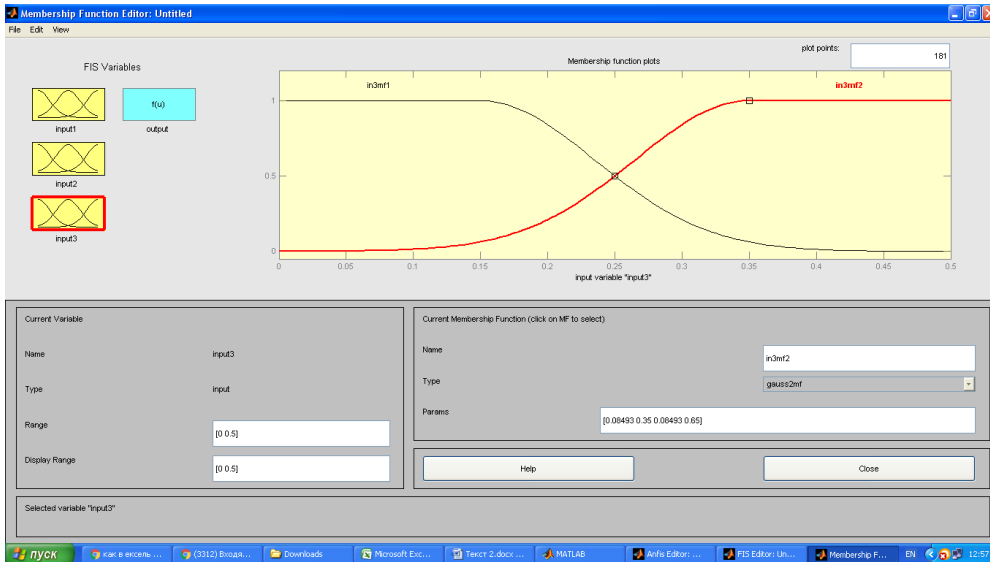 Membership Function Editor: Untitled
File Edit View
FIS Variables
input1
f(u)
output
input2
input3
plot points:
181
Membership function plots
in3mf1
in3mf2
1
0.5
0
0 0.05 0.1 0.15 0.2 0.25 0.3 0.35 0.4 0.45 0.5
input variable "input3"
Current Variable
Name input3
Type input
Range [0 0.5]
Display Range [0 0.5]
Current Membership Function (click on MF to select)
Name in3mf2
Type gauss2mf
Params [0.08493 0.35 0.08493 0.65]
Help Close
Selected variable "input3"
пуск как в ексель ... (3312) Входя... Downloads Microsoft Exc... Текст 2.docx ... MATLAB Anfis Editor: ... FIS Editor: Un... Membership F... EN 12:57